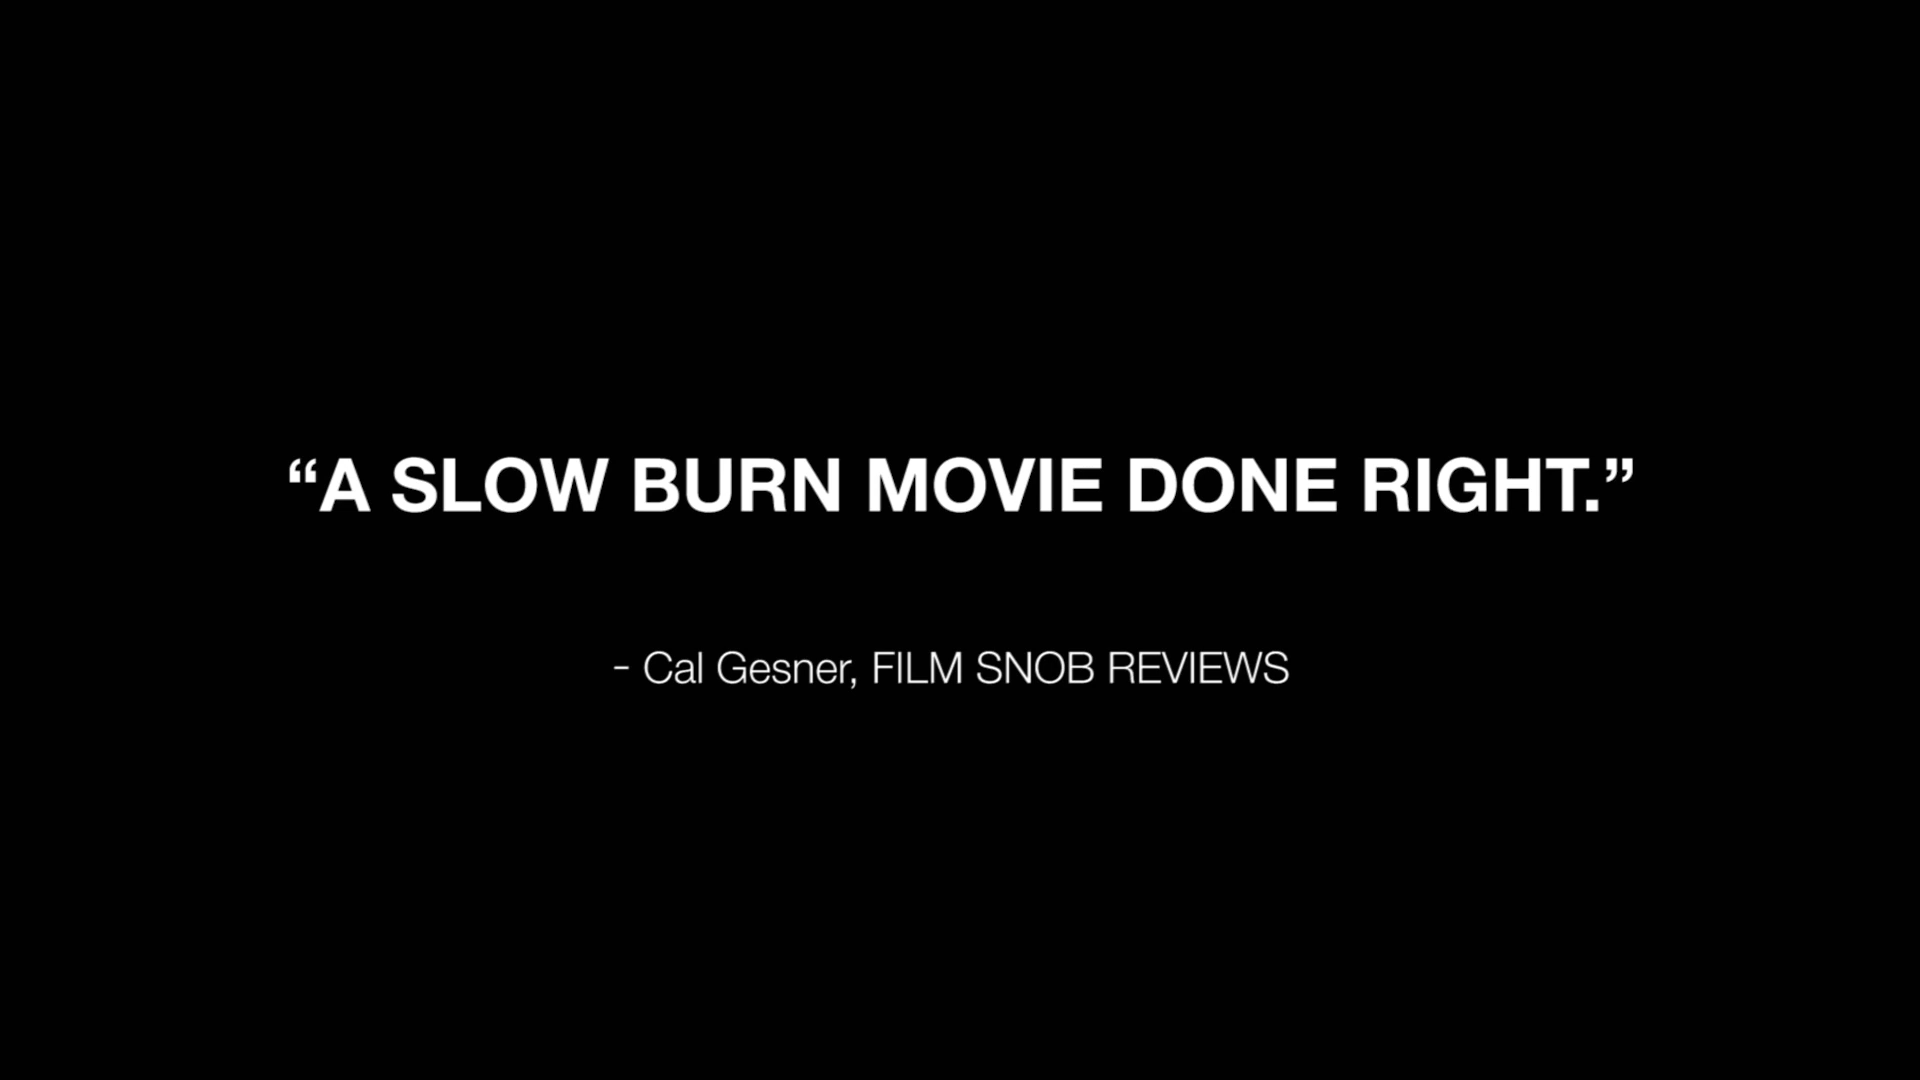 “A SLOW BURN MOVIE DONE RIGHT.”
- Cal Gesner, FILM SNOB REVIEWS